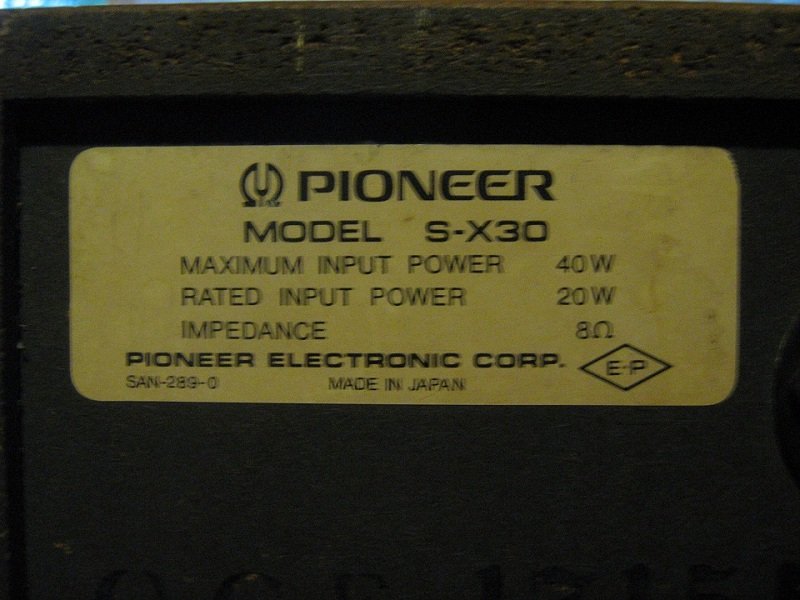 PIONEER
MODEL S-X30
MAXIMUM INPUT POWER 40W
RATED INPUT POWER 20W
IMPEDANCE 8Ω
PIONEER ELECTRONIC CORP. E-P
SAN-289-0 MADE IN JAPAN